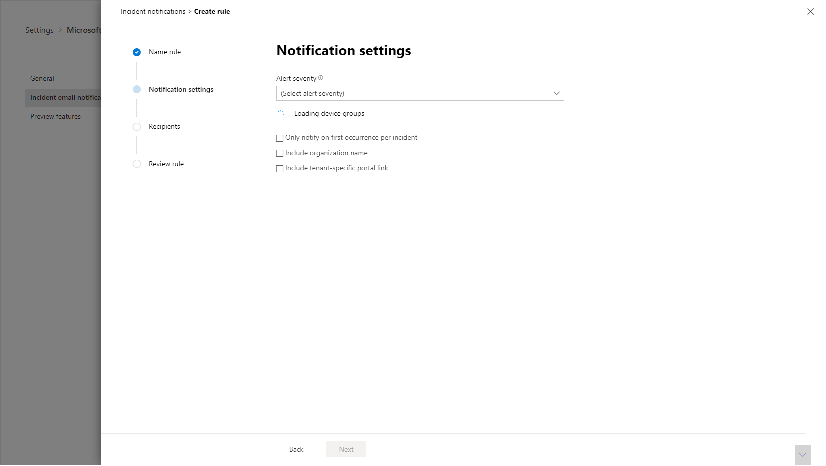 Incident notifications > Create rule
Settings > Microsoft
General
Incident email notifica
Preview features
Name rule
Notification settings
Recipients
Review rule
Notification settings
Alert severity
(Select alert severity)
Loading device groups
Only notify on first occurrence per incident
Include organization name
Include tenant-specific portal link
Back
Next